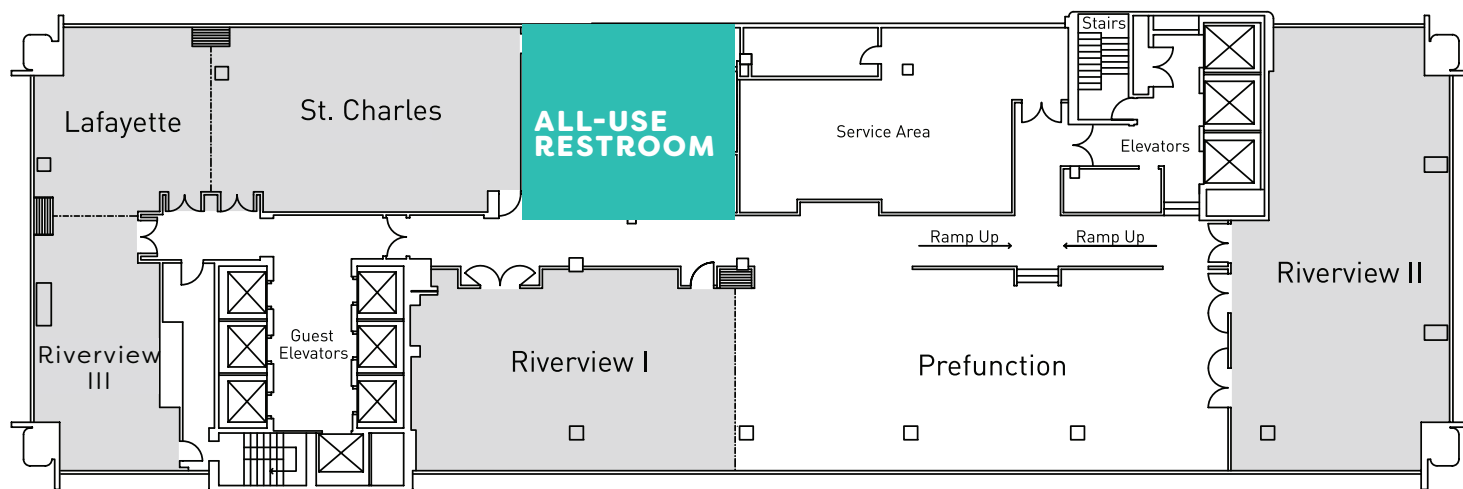 Stairs
St. Charles
Lafayette
ALL-USE
RESTROOM
Service Area
Elevators
Ramp Up
Ramp Up
Riverview II
Guest
Elevators
Riverview
III
Riverview I
Prefunction